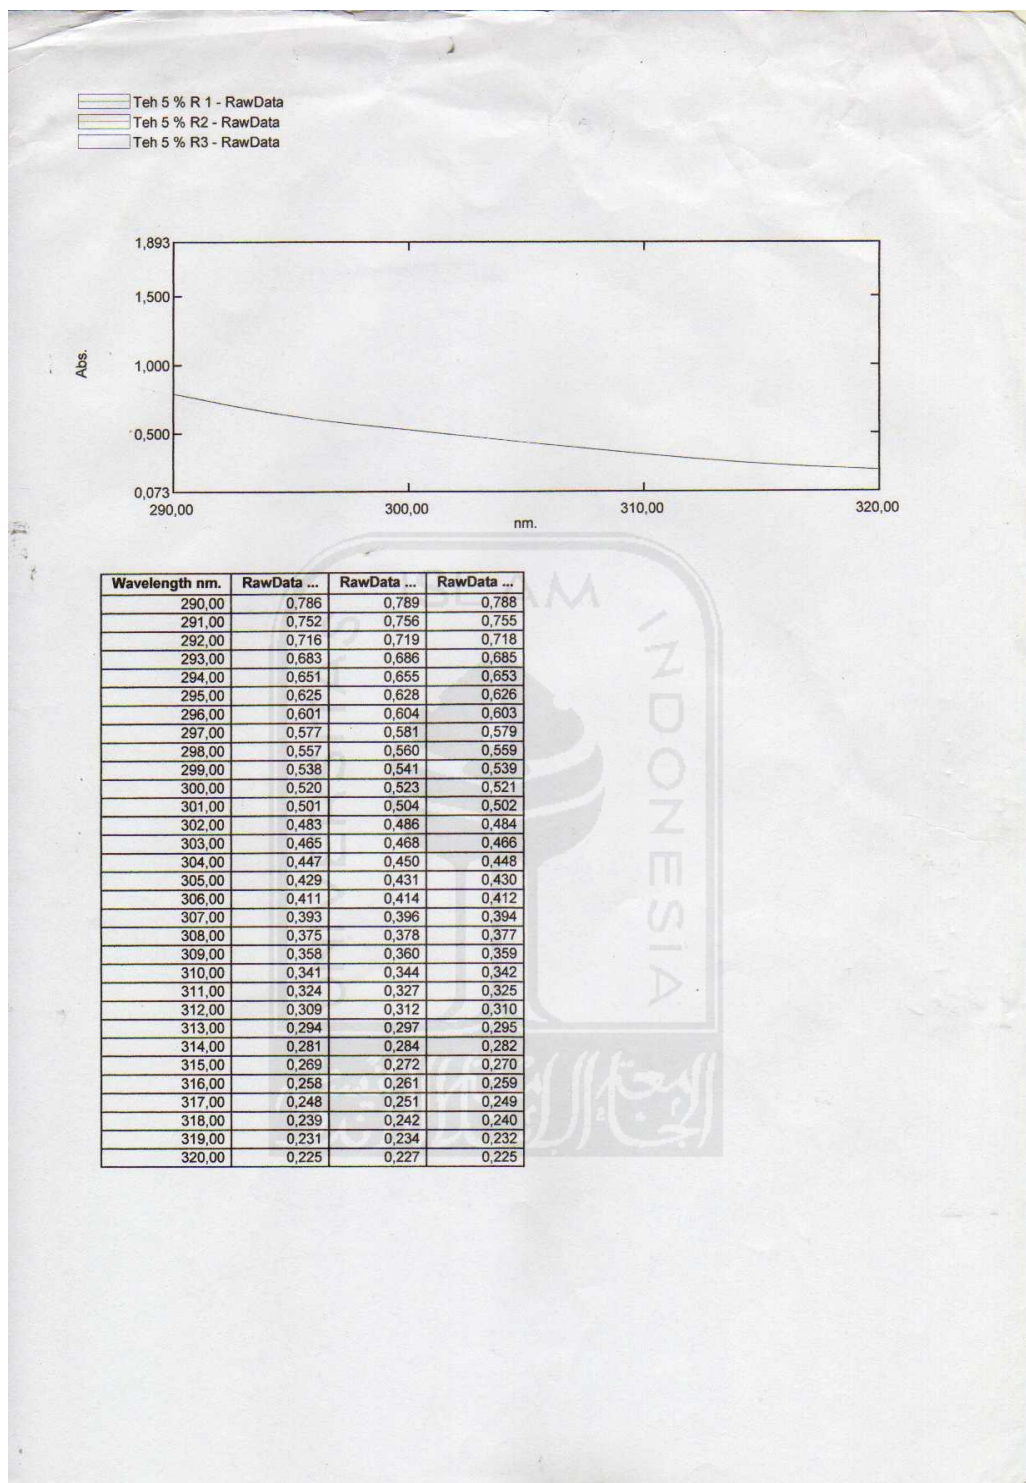 Teh 5 % R 1 - RawData
Teh 5 % R2 - RawData
Teh 5 % R3 - RawData
1,893
1,500
1,000
Abs.
0,500
0,073
290,00 300,00 310,00 320,00
nm.
Wavelength nm. RawData ... RawData ... RawData ...
290,00 0,786 0,789 0,788
291,00 0,752 0,756 0,755
292,00 0,716 0,719 0,718
293,00 0,683 0,686 0,685
294,00 0,651 0,655 0,653
295,00 0,625 0,628 0,626
296,00 0,601 0,604 0,603
297,00 0,577 0,581 0,579
298,00 0,557 0,560 0,559
299,00 0,538 0,541 0,539
300,00 0,520 0,523 0,521
301,00 0,501 0,504 0,502
302,00 0,483 0,486 0,484
303,00 0,465 0,468 0,466
304,00 0,447 0,450 0,448
305,00 0,429 0,431 0,430
306,00 0,411 0,414 0,412
307,00 0,393 0,396 0,394
308,00 0,375 0,378 0,377
309,00 0,358 0,360 0,359
310,00 0,341 0,344 0,342
311,00 0,324 0,327 0,325
312,00 0,309 0,312 0,310
313,00 0,294 0,297 0,295
314,00 0,281 0,284 0,282
315,00 0,269 0,272 0,270
316,00 0,258 0,261 0,259
317,00 0,248 0,251 0,249
318,00 0,239 0,242 0,240
319,00 0,231 0,234 0,232
320,00 0,225 0,227 0,225
ISLAM
INDONESIA